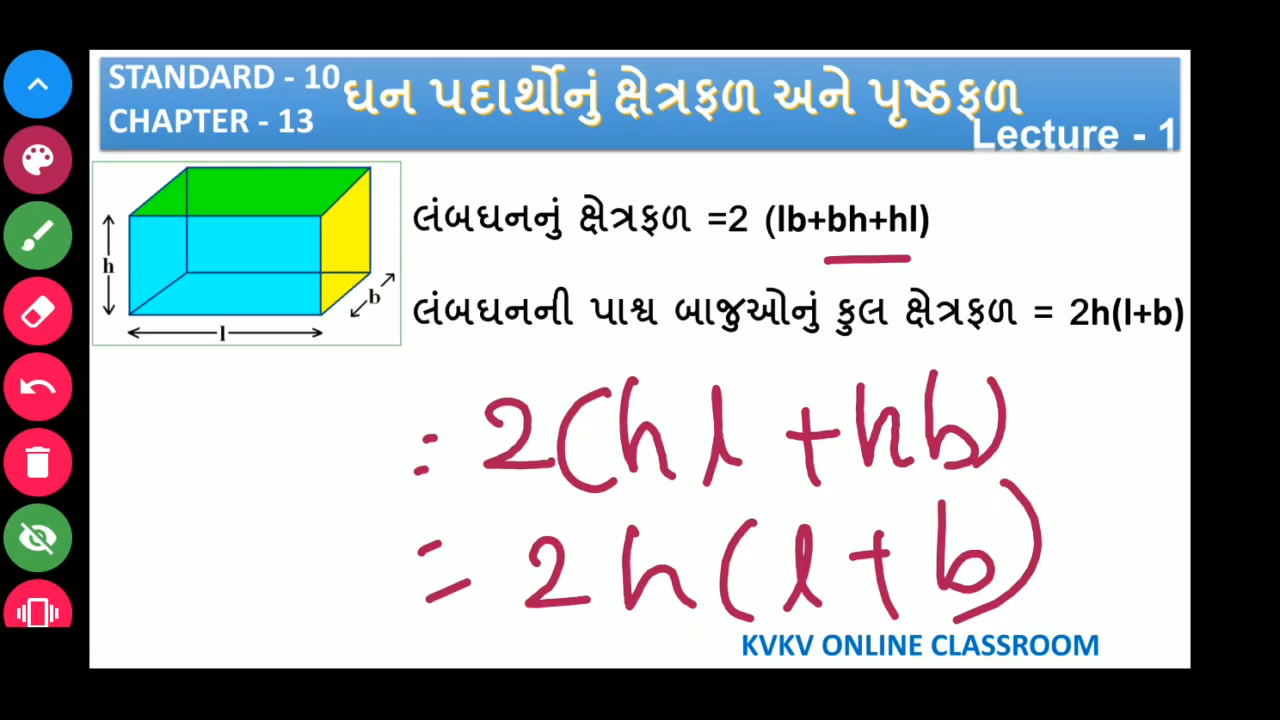 STANDARD - 10
CHAPTER - 13
ઘન પદાર્થોનું ક્ષેત્રફળ અને પૃષ્ઠફળ
Lecture - 1
h
b
l
લંબઘનનું ક્ષેત્રફળ =2 (lb+bh+hl)
લંબઘનની પાશ્વ બાજુઓનું કુલ ક્ષેત્રફળ = 2h(l+b)
= 2(hl + hb)
= 2h(l + b)
KVKV ONLINE CLASSROOM